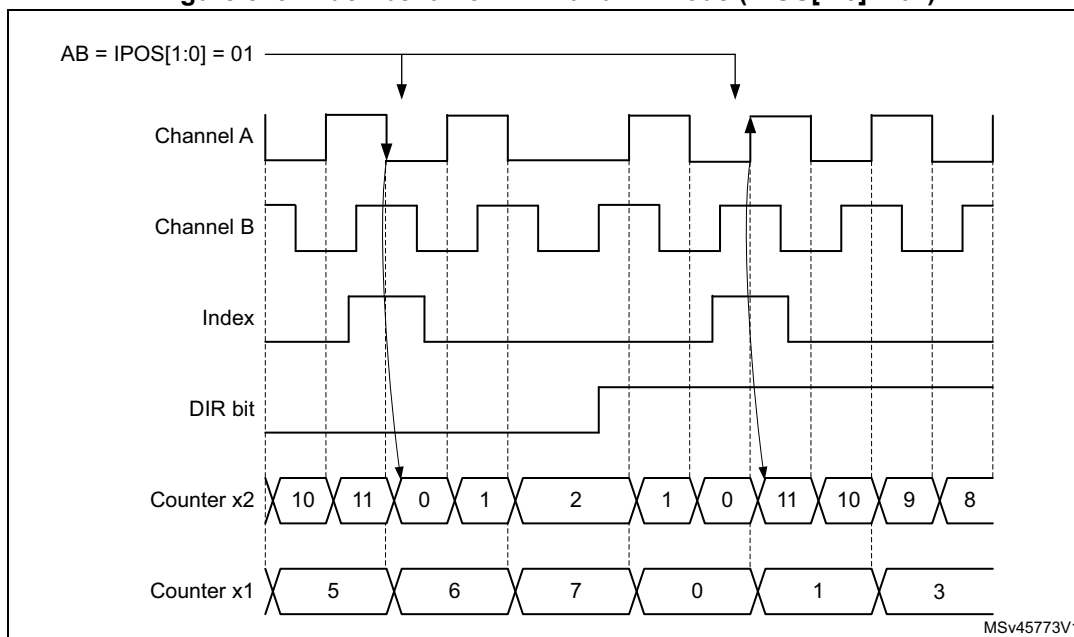 AB = IPOS[1:0] = 01
Channel A
Channel B
Index
DIR bit
Counter x2 10 11 0 1 2 1 0 11 10 9 8
Counter x1 5 6 7 0 1 3
MSv45773V1